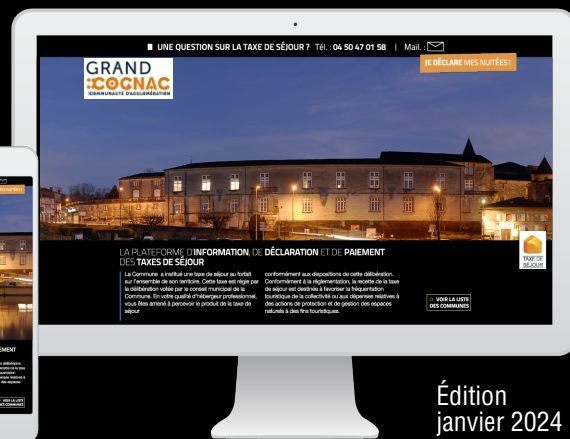 UNE QUESTION SUR LA TAXE DE SÉJOUR ? Tél. : 04 50 47 01 58 | Mail. :
JE DÉCLARE MES NUITÉES !
GRAND
COGNAC
COMMUNAUTÉ D'AGGLOMÉRATION
LA PLATEFORME D'INFORMATION, DE DÉCLARATION ET DE PAIEMENT
DES TAXES DE SÉJOUR
La Commune a institué une taxe de séjour au forfait
sur l'ensemble de son territoire. Cette taxe est régie par
la délibération votée par le conseil municipal de la
Commune. En votre qualité d'hébergeur professionnel,
vous êtes amené à percevoir le produit de la taxe de
séjour
conformément aux dispositions de cette délibération.
Conformément à la réglementation, la recette de la taxe
de séjour est destinée à favoriser la fréquentation
touristique de la collectivité ou aux dépenses relatives à
des actions de protection et de gestion des espaces
naturels à des fins touristiques.
TAXE DE
SÉJOUR
VOIR LA LISTE
DES COMMUNES
EMENT
VOIR LA LISTE
DES COMMUNES
Édition
janvier 2024